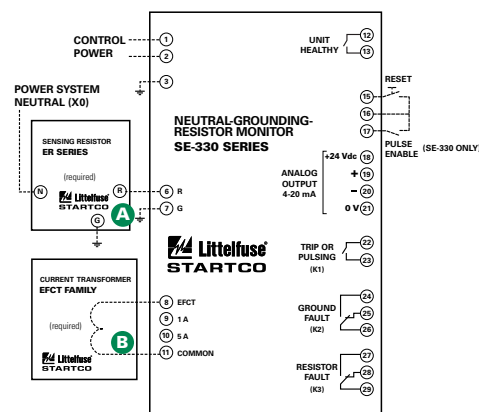 CONTROL
POWER
1
2
3
POWER SYSTEM
NEUTRAL (X0)
SENSING RESISTOR
ER SERIES
(required)
N
R
Littelfuse
STARTCO
G
A
6 R
7 G
CURRENT TRANSFORMER
EFCT FAMILY
(required)
B
Littelfuse
STARTCO
8 EFCT
9 1 A
10 5 A
11 COMMON
NEUTRAL-GROUNDING-
RESISTOR MONITOR
SE-330 SERIES
Littelfuse
STARTCO
UNIT
HEALTHY
12
13
RESET
15
16
17
PULSE
ENABLE
(SE-330 ONLY)
ANALOG
OUTPUT
4-20 mA
+24 Vdc 18
+ 19
– 20
0 V 21
TRIP OR
PULSING
(K1)
22
23
GROUND
FAULT
(K2)
24
25
26
RESISTOR
FAULT
(K3)
27
28
29